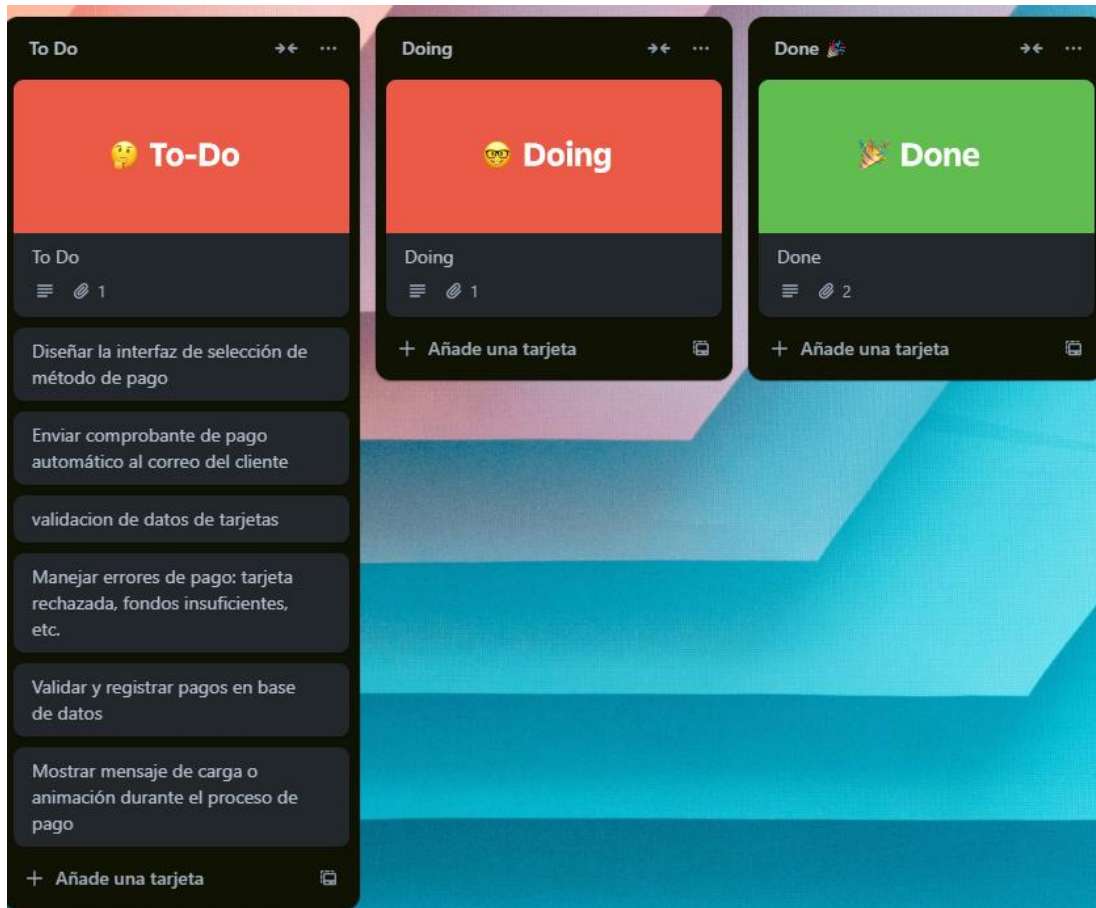 To Do
🤔 To-Do
To Do
1
Diseñar la interfaz de selección de
método de pago
Enviar comprobante de pago
automático al correo del cliente
validacion de datos de tarjetas
Manejar errores de pago: tarjeta
rechazada, fondos insuficientes,
etc.
Validar y registrar pagos en base
de datos
Mostrar mensaje de carga o
animación durante el proceso de
pago
+ Añade una tarjeta
Doing
🤓 Doing
Doing
1
+ Añade una tarjeta
Done 🎉
🎉 Done
Done
2
+ Añade una tarjeta